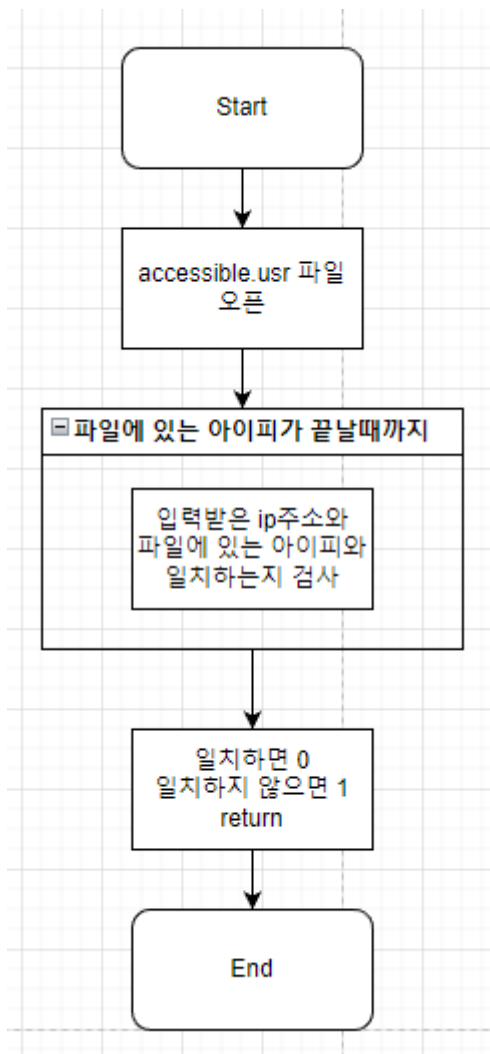 Start
accessible.usr 파일
오픈
파일에 있는 아이피가 끝날때까지
입력받은 ip주소와
파일에 있는 아이피와
일치하는지 검사
일치하면 0
일치하지 않으면 1
return
End